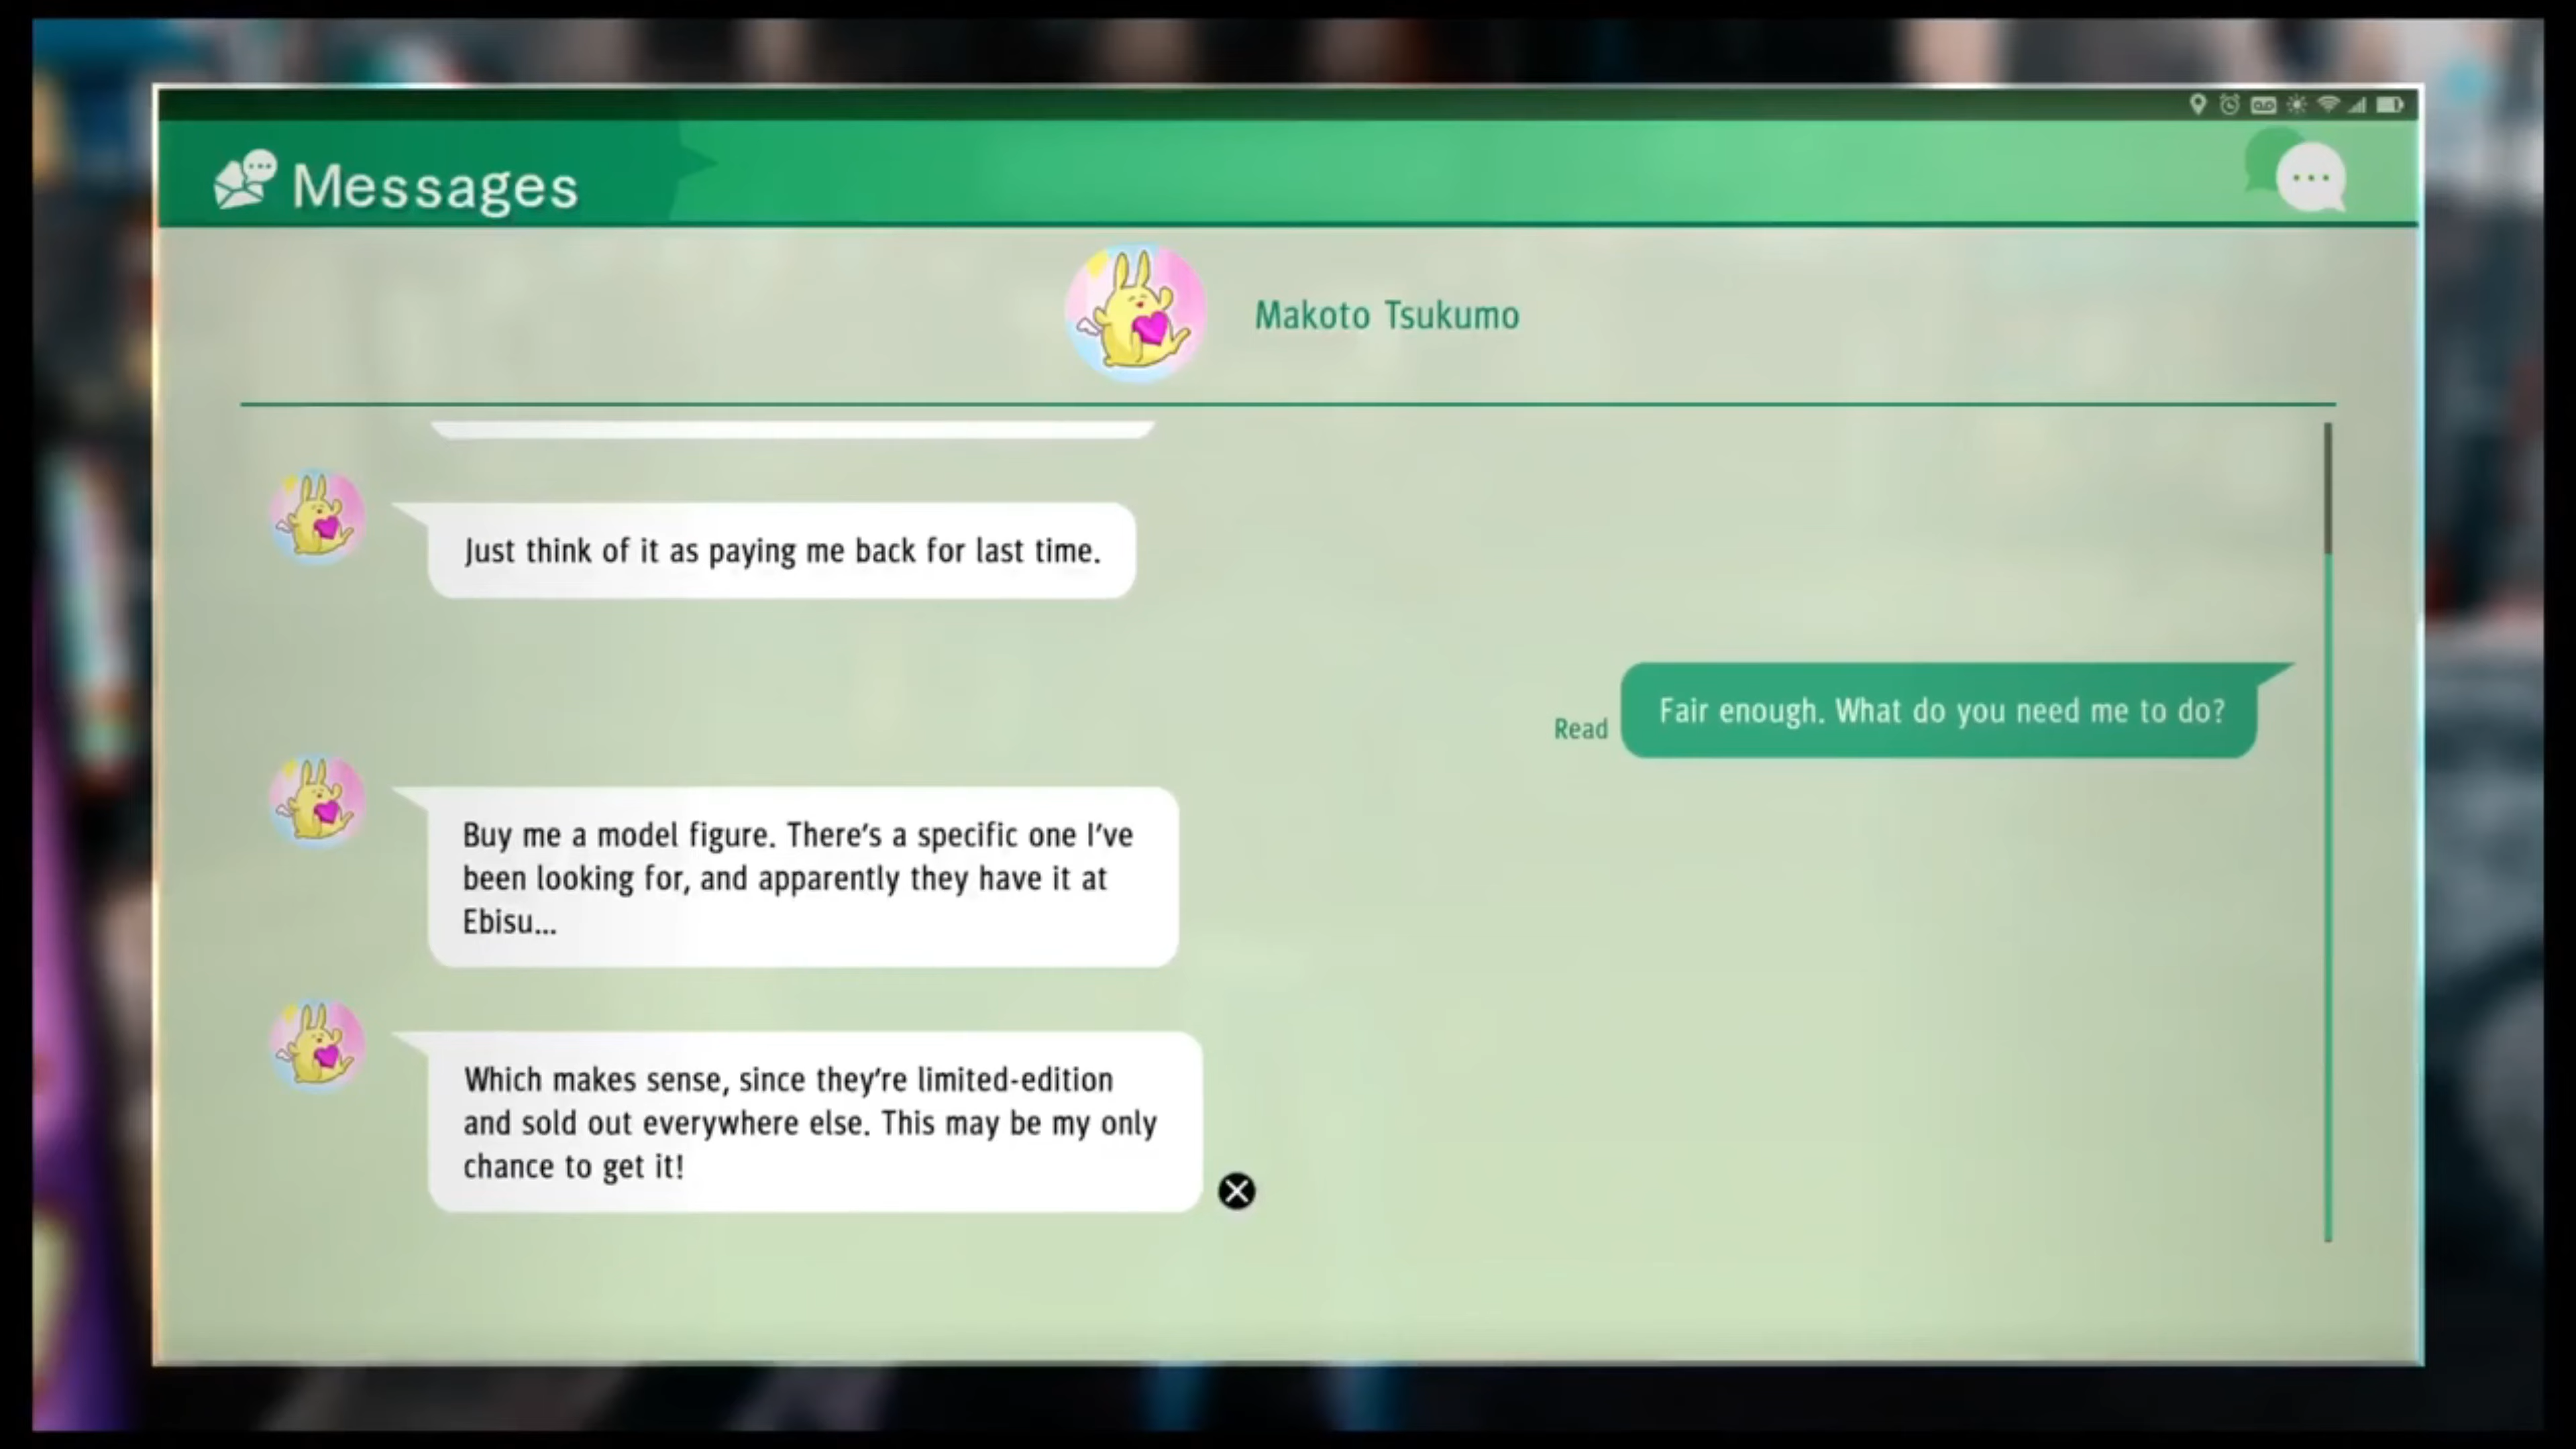 Messages
Makoto Tsukumo
Just think of it as paying me back for last time.
Fair enough. What do you need me to do?
Read
Buy me a model figure. There's a specific one I've
been looking for, and apparently they have it at
Ebisu...
Which makes sense, since they're limited-edition
and sold out everywhere else. This may be my only
chance to get it!